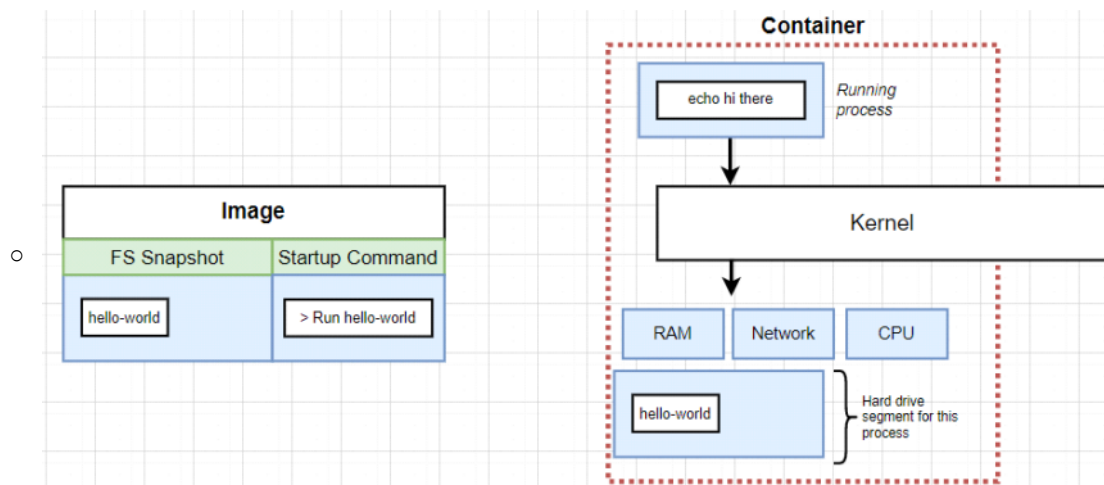 Container
echo hi there
Running
process
Image
Kernel
FS Snapshot
Startup Command
hello-world
> Run hello-world
RAM
Network
CPU
hello-world
Hard drive
segment for this
process